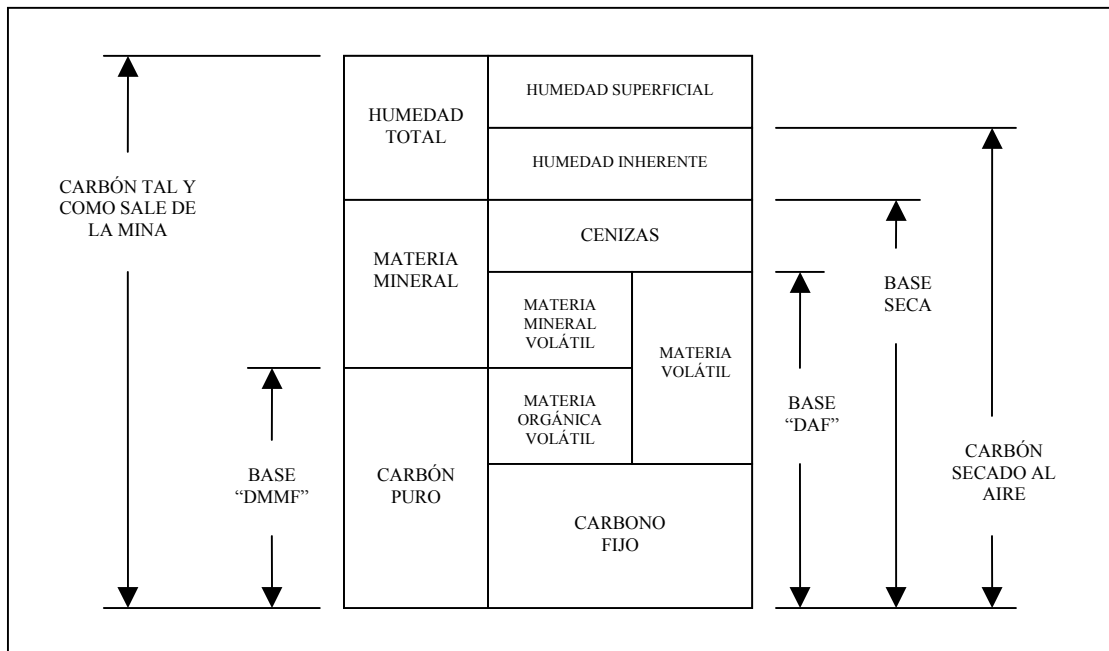 HUMEDAD SUPERFICIAL
HUMEDAD
TOTAL
HUMEDAD INHERENTE
CARBÓN TAL Y
COMO SALE DE
LA MINA
CENIZAS
MATERIA
MINERAL
BASE
SECA
MATERIA
MINERAL
VOLÁTIL
MATERIA
VOLÁTIL
MATERIA
ORGÁNICA
VOLÁTIL
BASE
“DAF”
BASE
“DMMF”
CARBÓN
PURO
CARBÓN
SECADO AL
AIRE
CARBONO
FIJO